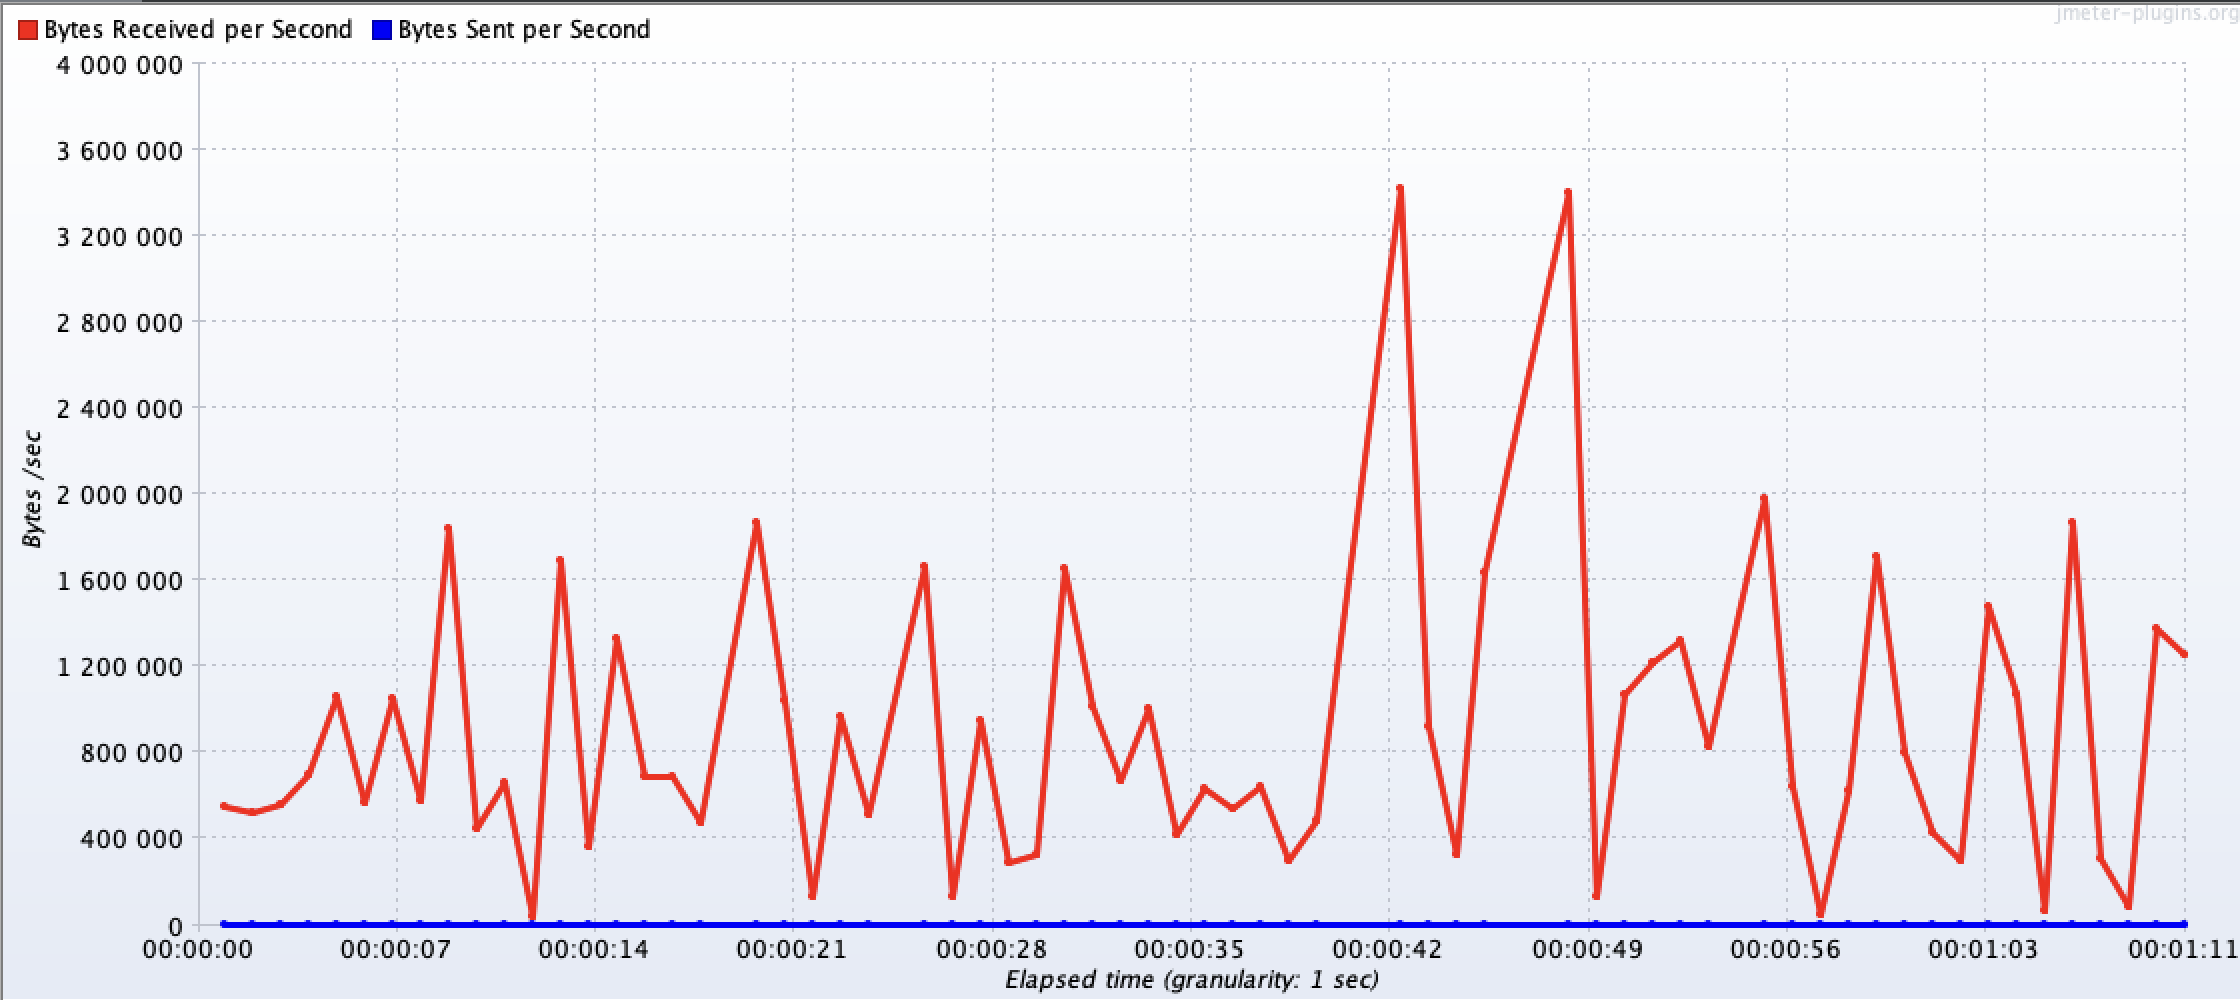 jmeter-plugins.org
Bytes Received per Second Bytes Sent per Second
4 000 000
3 600 000
3 200 000
2 800 000
2 400 000
2 000 000
1 600 000
1 200 000
800 000
400 000
0
Bytes /sec
00:00:00 00:00:07 00:00:14 00:00:21 00:00:28 00:00:35 00:00:42 00:00:49 00:00:56 00:01:03 00:01:11
Elapsed time (granularity: 1 sec)